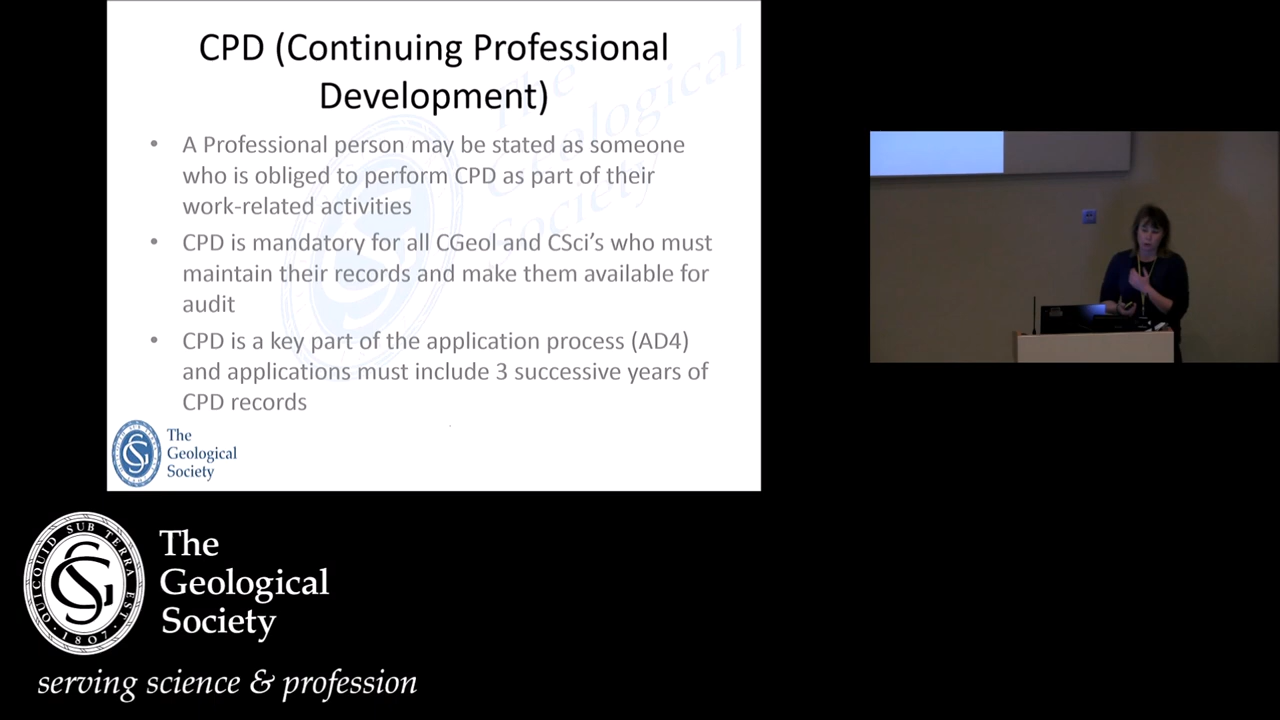 CPD (Continuing Professional
Development)
• A Professional person may be stated as someone
who is obliged to perform CPD as part of their
work-related activities
• CPD is mandatory for all CGeol and CSci's who must
maintain their records and make them available for
audit
• CPD is a key part of the application process (AD4)
and applications must include 3 successive years of
CPD records
The
Geological
Society
The
Geological
Society
QUICQUID SUB TERRA EST
1807
The
Geological
Society
serving science & profession